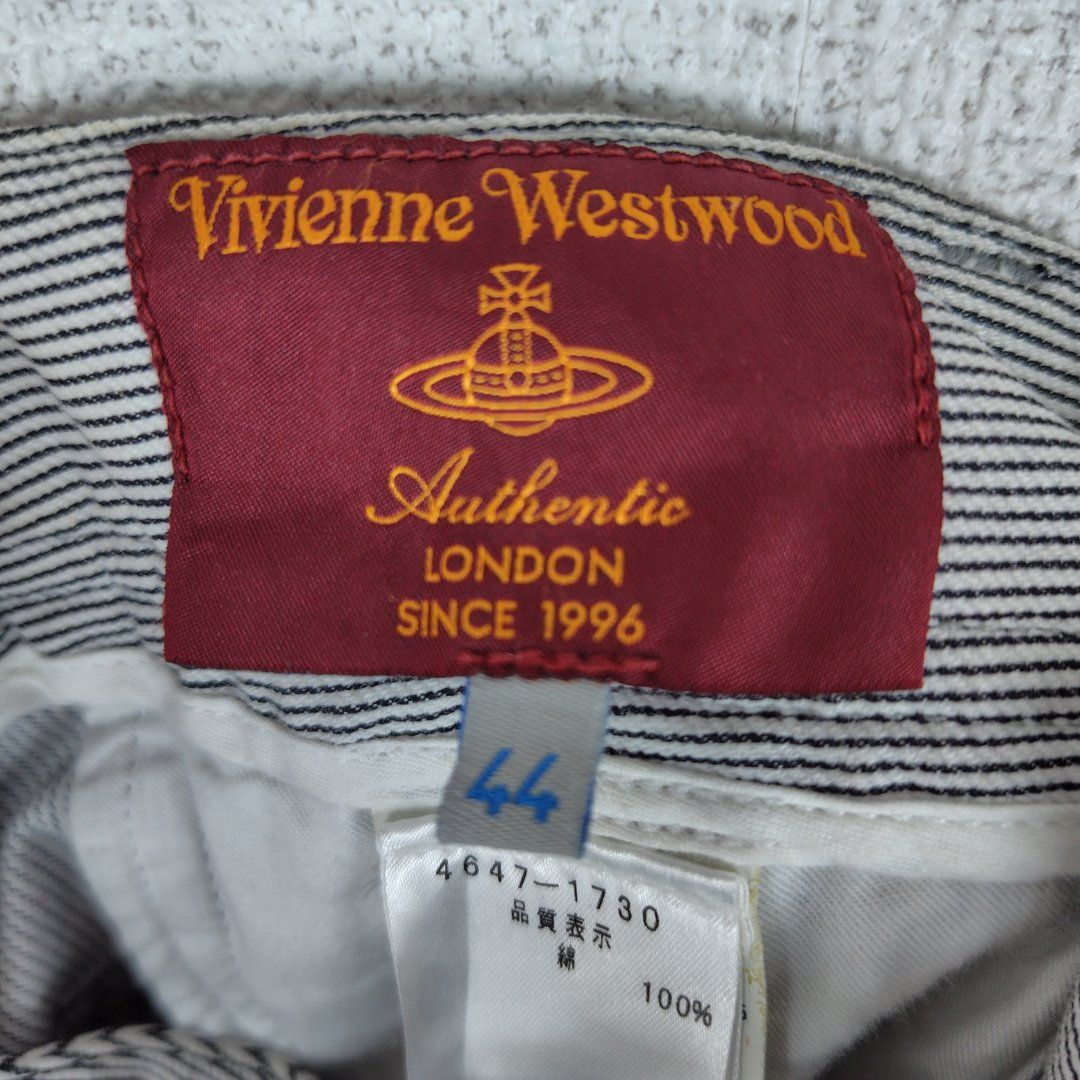 Vivienne Westwood
Authentic
LONDON
SINCE 1996
44
4647-1730
品質表示
綿
100%